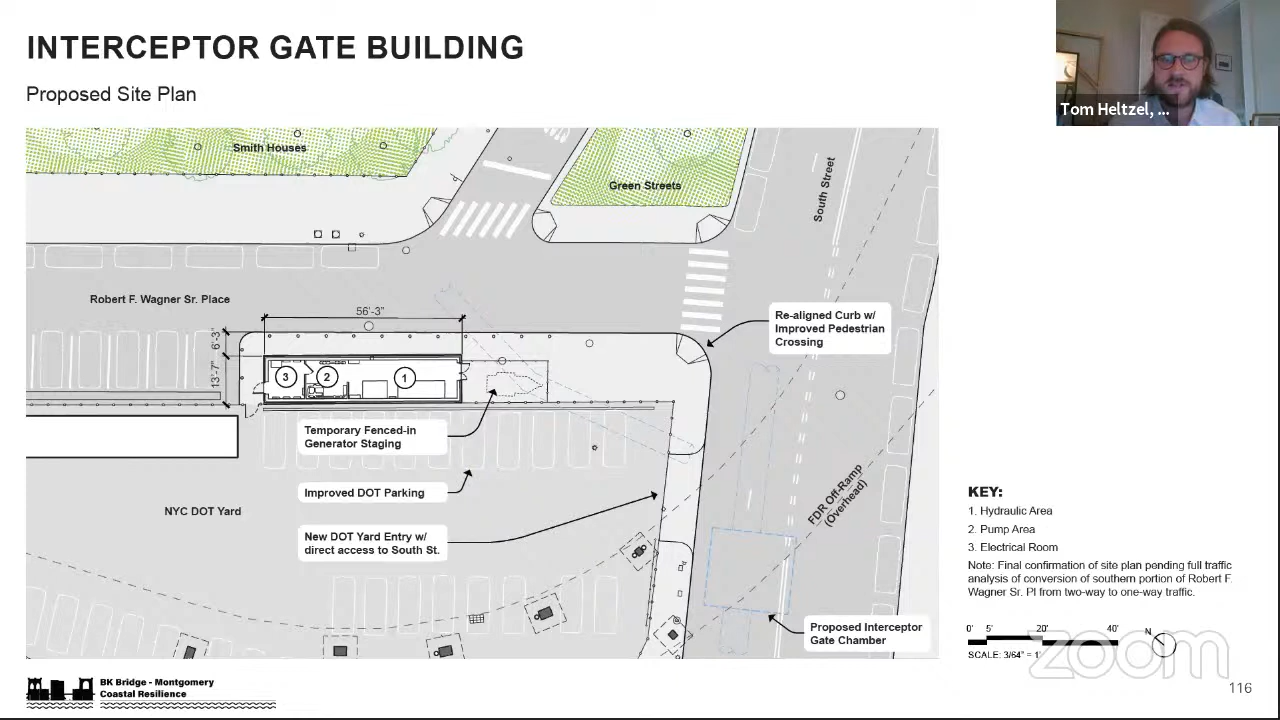 INTERCEPTOR GATE BUILDING
Proposed Site Plan
Tom Heltzel, ...
Smith Houses
Green Streets
South Street
Robert F. Wagner Sr. Place
56'-3"
6'-3"
13'-7"
3
2
1
Re-aligned Curb w/
Improved Pedestrian
Crossing
Temporary Fenced-in
Generator Staging
Improved DOT Parking
NYC DOT Yard
New DOT Yard Entry w/
direct access to South St.
FDR Off-Ramp
(Overhead)
Proposed Interceptor
Gate Chamber
KEY:
1. Hydraulic Area
2. Pump Area
3. Electrical Room
Note: Final confirmation of site plan pending full traffic
analysis of conversion of southern portion of Robert F.
Wagner Sr. Pl from two-way to one-way traffic.
0' 5' 20' 40'
N
SCALE: 3/64" = 1'
zoom
BK Bridge - Montgomery
Coastal Resilience
116